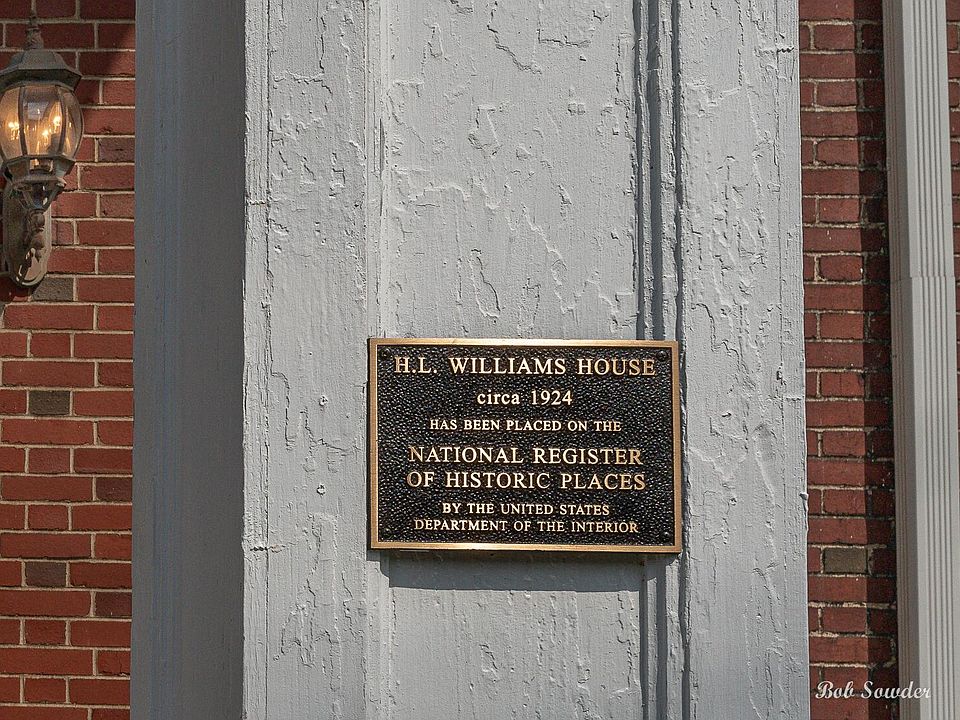 H.L. WILLIAMS HOUSE
circa 1924
HAS BEEN PLACED ON THE
NATIONAL REGISTER
OF HISTORIC PLACES
BY THE UNITED STATES
DEPARTMENT OF THE INTERIOR
Bob Sowder